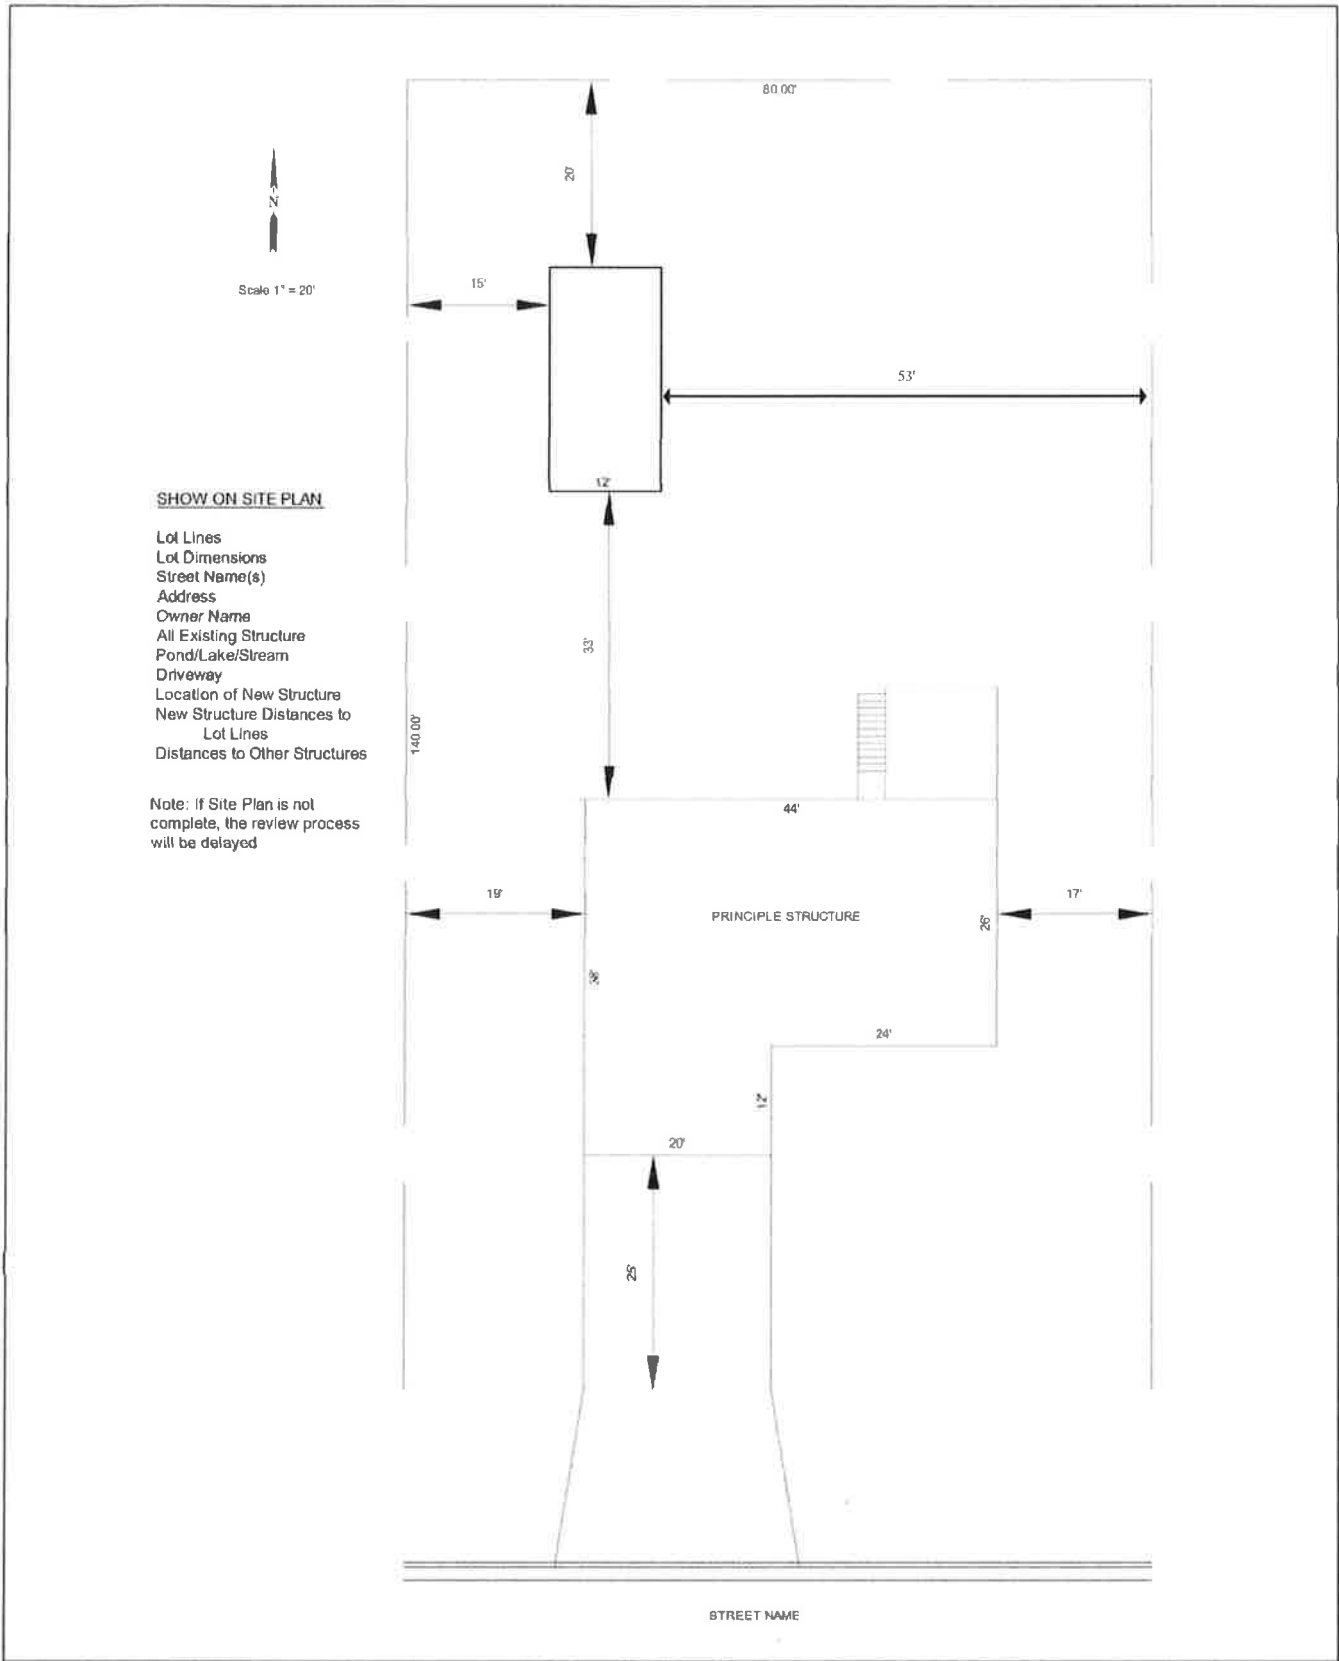 80.00'
20'
N
Scale 1" = 20'
15'
53'
12'
SHOW ON SITE PLAN
Lot Lines
Lot Dimensions
Street Name(s)
Address
Owner Name
All Existing Structure
Pond/Lake/Stream
Driveway
Location of New Structure
New Structure Distances to
Lot Lines
Distances to Other Structures
33'
140.00'
Note: If Site Plan is not
complete, the review process
will be delayed
44'
19'
PRINCIPLE STRUCTURE
17'
26'
38'
24'
12'
20'
25'
STREET NAME